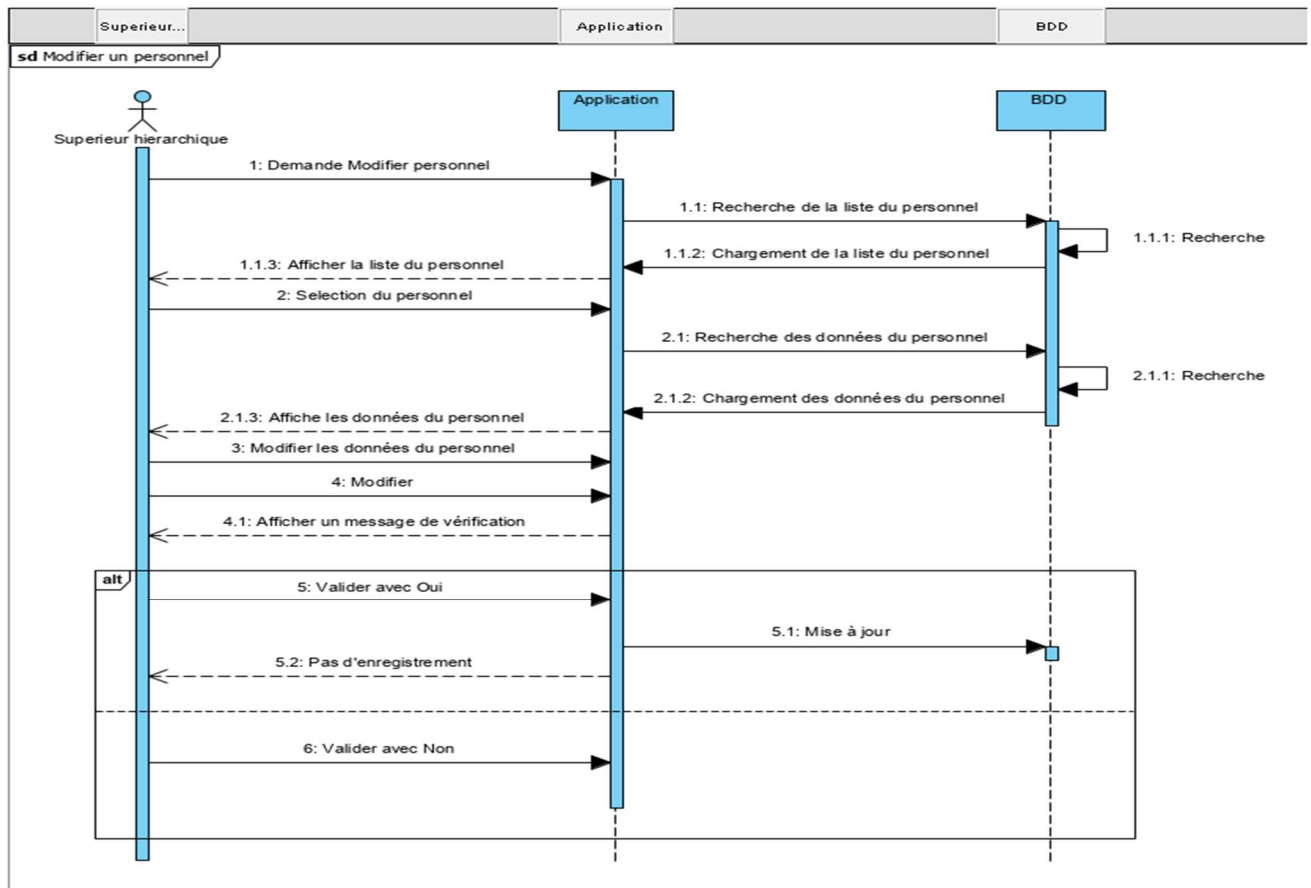 Superieur...
Application
BDD
sd Modifier un personnel
Application
BDD
Superieur hierarchique
1: Demande Modifier personnel
1.1: Recherche de la liste du personnel
1.1.1: Recherche
1.1.2: Chargement de la liste du personnel
1.1.3: Afficher la liste du personnel
2: Selection du personnel
2.1: Recherche des données du personnel
2.1.1: Recherche
2.1.2: Chargement des données du personnel
2.1.3: Affiche les données du personnel
3: Modifier les données du personnel
4: Modifier
4.1: Afficher un message de vérification
alt
5: Valider avec Oui
5.1: Mise à jour
5.2: Pas d'enregistrement
6: Valider avec Non